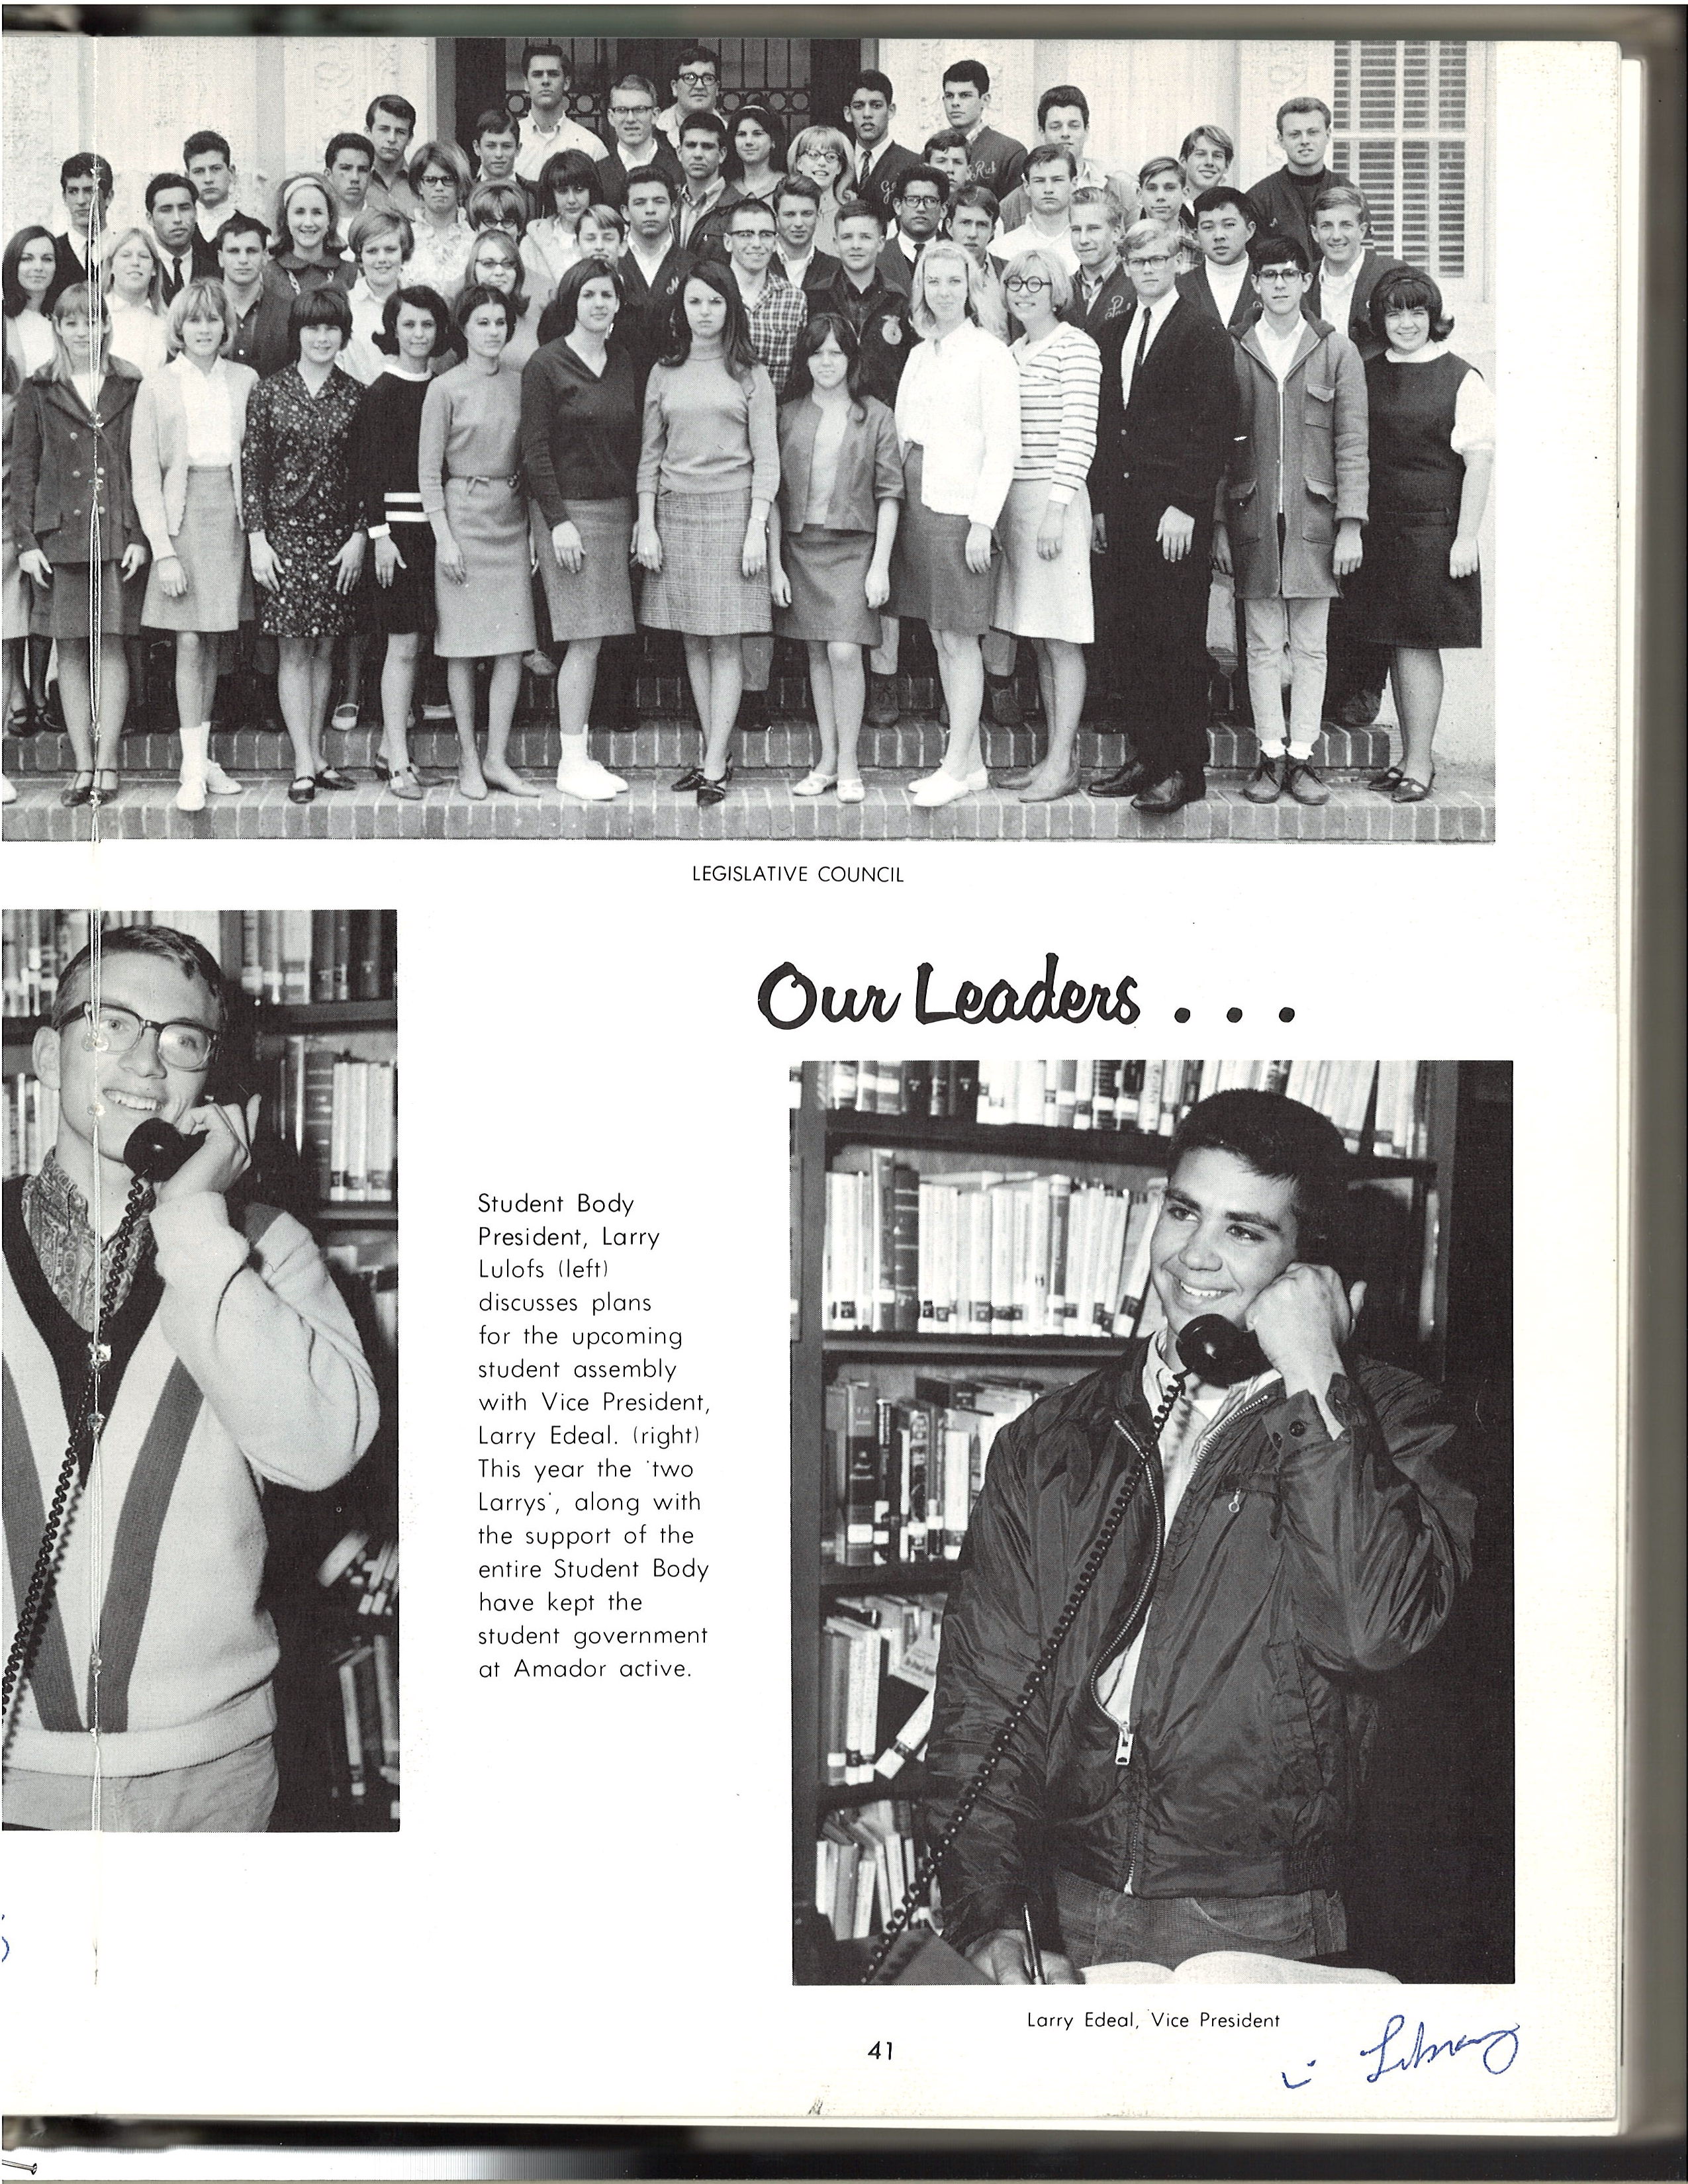 LEGISLATIVE COUNCIL
Our Leaders . . .
Student Body
President, Larry
Lulofs (left)
discusses plans
for the upcoming
student assembly
with Vice President,
Larry Edeal. (right)
This year the 'two
Larrys', along with
the support of the
entire Student Body
have kept the
student government
at Amador active.
Larry Edeal, Vice President
41
Library